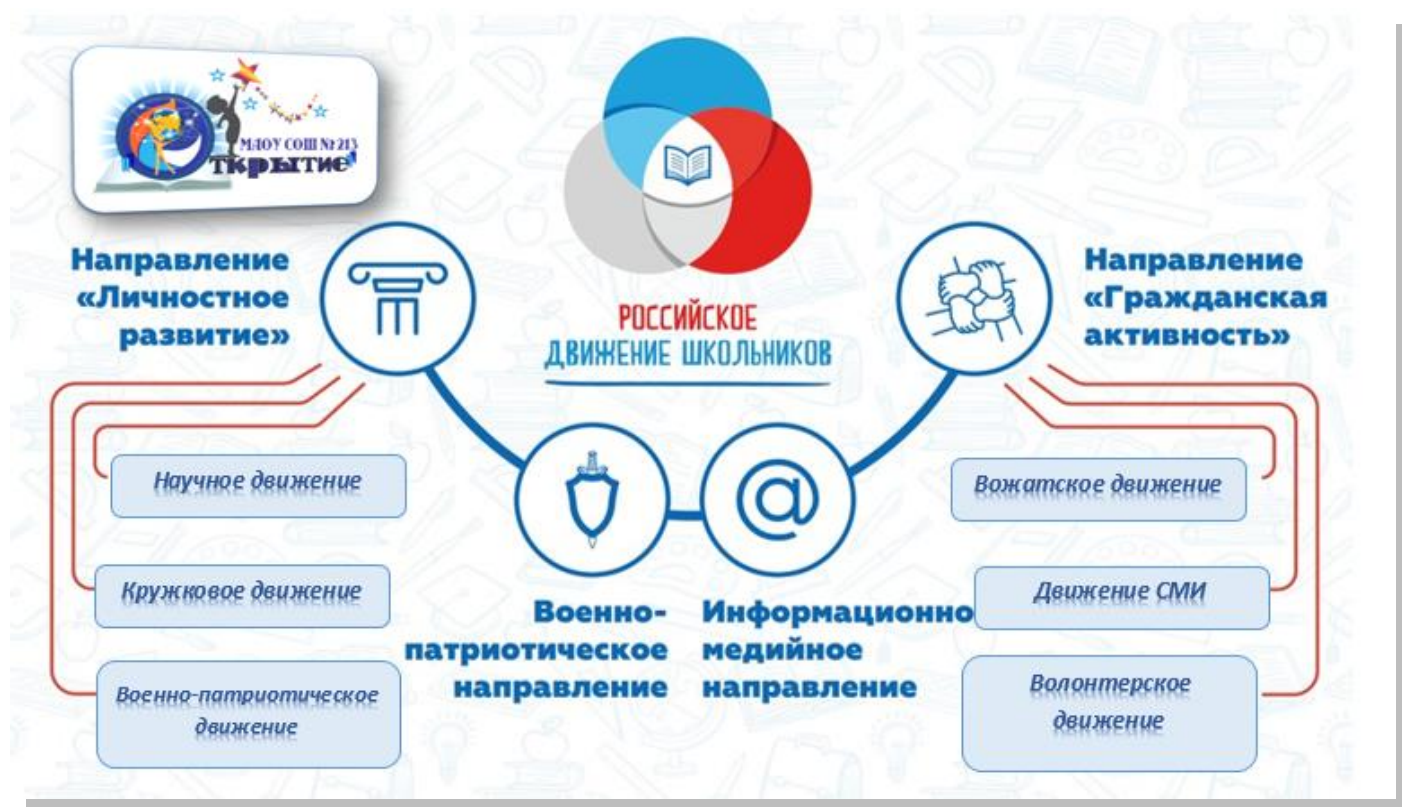 МАОУ СОШ № 213
Открытие
РОССИЙСКОЕ
ДВИЖЕНИЕ ШКОЛЬНИКОВ
Направление
«Личностное
развитие»
Направление
«Гражданская
активность»
Научное движение
Кружковое движение
Военно-патриотическое
движение
Военно-
патриотическое
направление
@
Информационно
медийное
направление
Вожатское движение
Движение СМИ
Волонтерское
движение